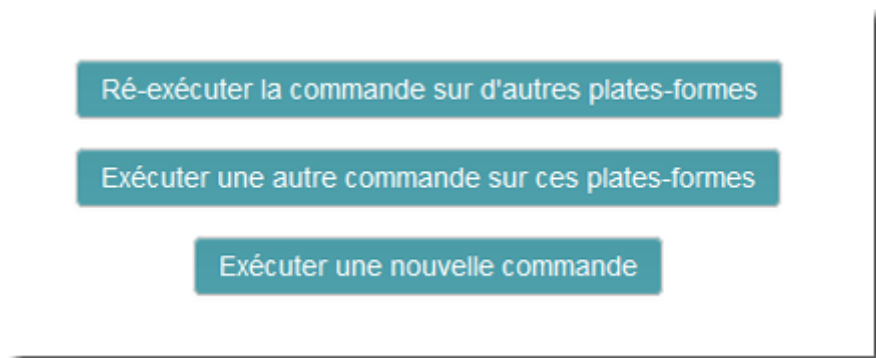 Ré-exécuter la commande sur d'autres plates-formes
Exécuter une autre commande sur ces plates-formes
Exécuter une nouvelle commande